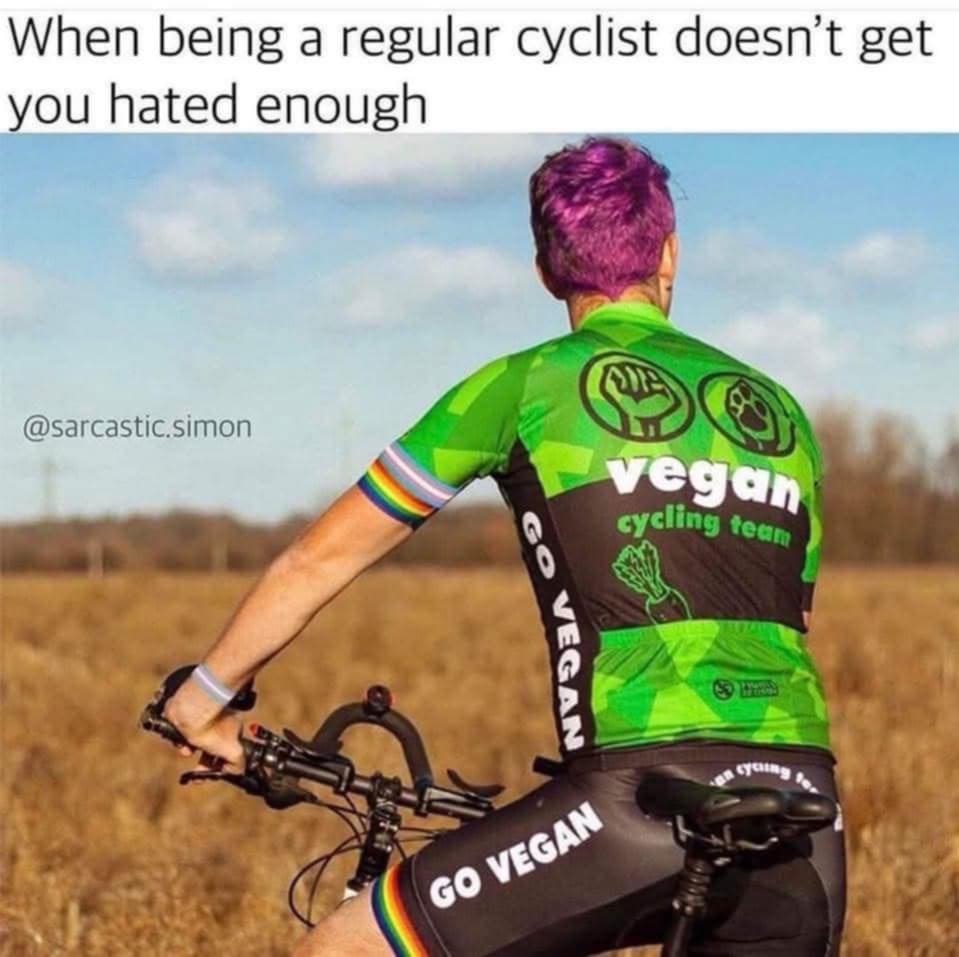 When being a regular cyclist doesn't get
you hated enough
@sarcastic.simon
vegan
cycling team
GO VEGAN
GO VEGAN